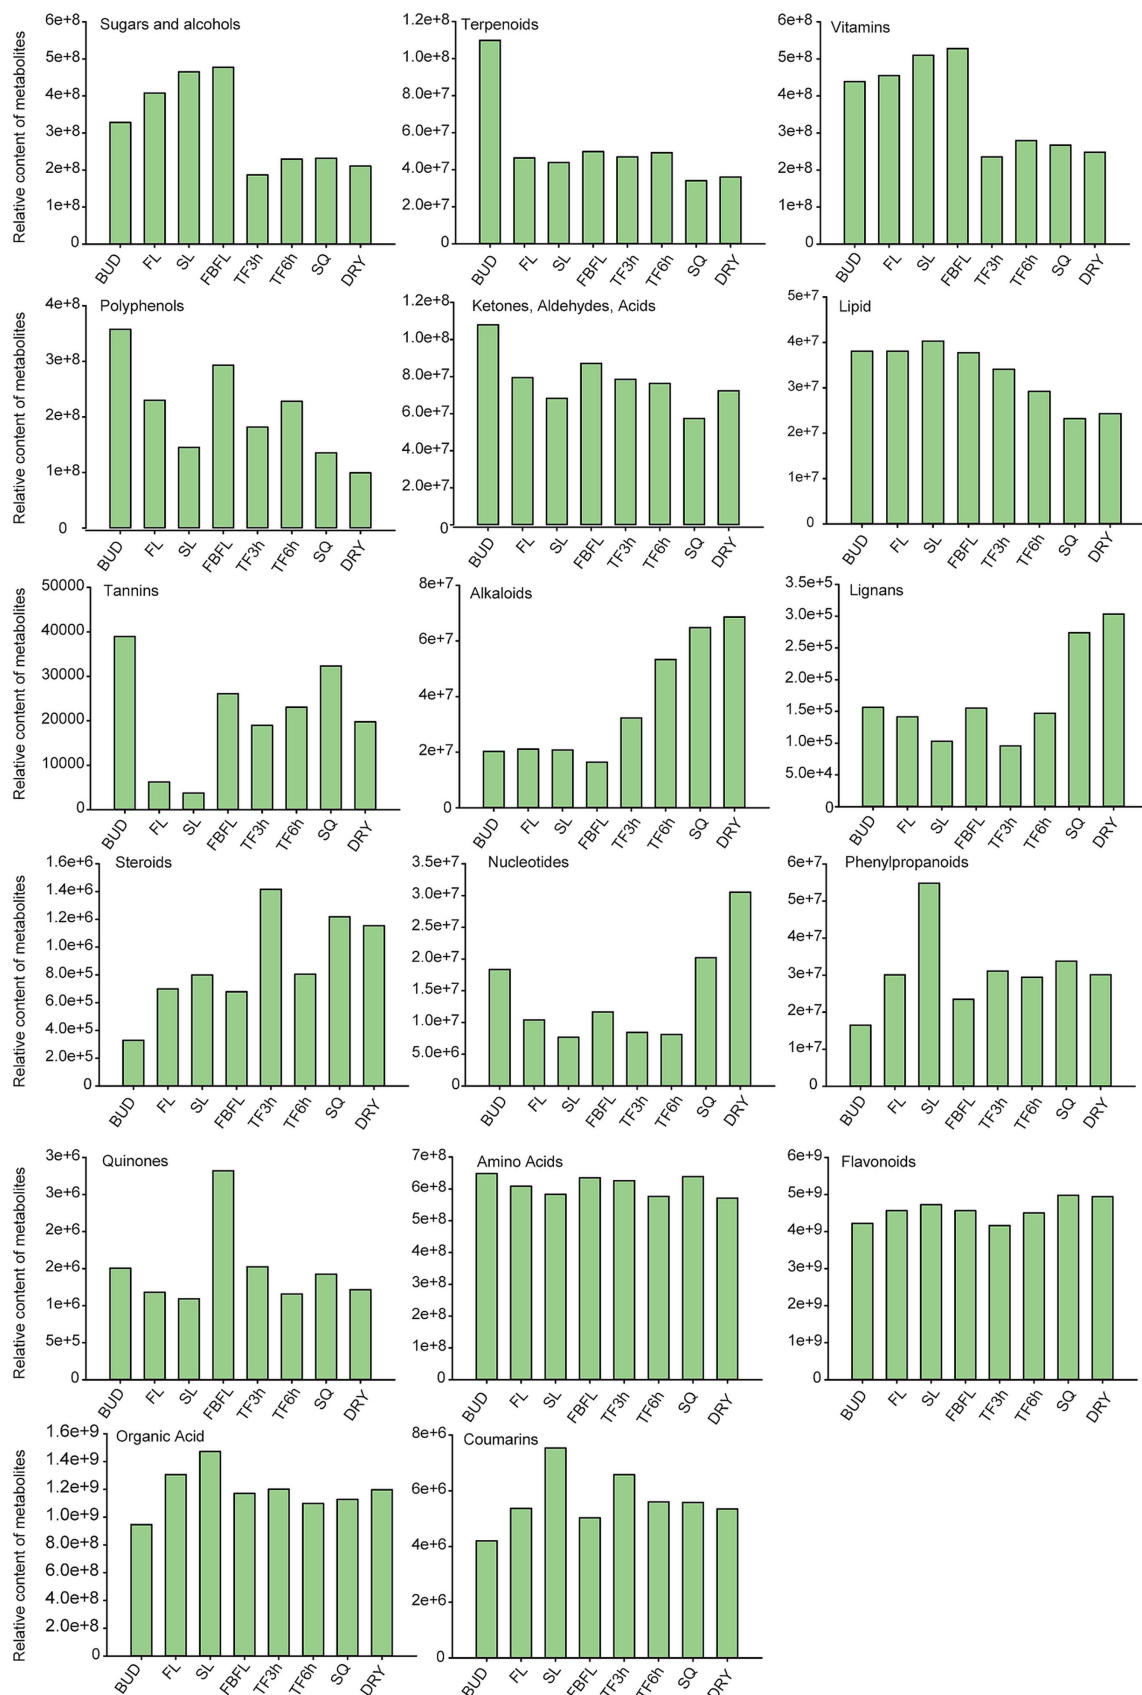 Relative content of metabolites
Sugars and alcohols
6e+8
5e+8
4e+8
3e+8
2e+8
1e+8
0
BUD FL SL FBFL TF3h TF6h SQ DRY
Terpenoids
1.2e+8
1.0e+8
8.0e+7
6.0e+7
4.0e+7
2.0e+7
0
BUD FL SL FBFL TF3h TF6h SQ DRY
Vitamins
6e+8
5e+8
4e+8
3e+8
2e+8
1e+8
0
BUD FL SL FBFL TF3h TF6h SQ DRY
Relative content of metabolites
Polyphenols
4e+8
3e+8
2e+8
1e+8
0
BUD FL SL FBFL TF3h TF6h SQ DRY
Ketones, Aldehydes, Acids
1.2e+8
1.0e+8
8.0e+7
6.0e+7
4.0e+7
2.0e+7
0
BUD FL SL FBFL TF3h TF6h SQ DRY
Lipid
5e+7
4e+7
3e+7
2e+7
1e+7
0
BUD FL SL FBFL TF3h TF6h SQ DRY
Relative content of metabolites
Tannins
50000
40000
30000
20000
10000
0
BUD FL SL FBFL TF3h TF6h SQ DRY
Alkaloids
8e+7
6e+7
4e+7
2e+7
0
BUD FL SL FBFL TF3h TF6h SQ DRY
Lignans
3.5e+5
3.0e+5
2.5e+5
2.0e+5
1.5e+5
1.0e+5
5.0e+4
0
BUD FL SL FBFL TF3h TF6h SQ DRY
Relative content of metabolites
Steroids
1.6e+6
1.4e+6
1.2e+6
1.0e+6
8.0e+5
6.0e+5
4.0e+5
2.0e+5
0
BUD FL SL FBFL TF3h TF6h SQ DRY
Nucleotides
3.5e+7
3.0e+7
2.5e+7
2.0e+7
1.5e+7
1.0e+7
5.0e+6
0
BUD FL SL FBFL TF3h TF6h SQ DRY
Phenylpropanoids
6e+7
5e+7
4e+7
3e+7
2e+7
1e+7
0
BUD FL SL FBFL TF3h TF6h SQ DRY
Relative content of metabolites
Quinones
3e+6
3e+6
2e+6
2e+6
1e+6
5e+5
0
BUD FL SL FBFL TF3h TF6h SQ DRY
Amino Acids
7e+8
6e+8
5e+8
4e+8
3e+8
2e+8
1e+8
0
BUD FL SL FBFL TF3h TF6h SQ DRY
Flavonoids
6e+9
5e+9
4e+9
3e+9
2e+9
1e+9
0
BUD FL SL FBFL TF3h TF6h SQ DRY
Relative content of metabolites
Organic Acid
1.6e+9
1.4e+9
1.2e+9
1.0e+9
8.0e+8
6.0e+8
4.0e+8
2.0e+8
0
BUD FL SL FBFL TF3h TF6h SQ DRY
Coumarins
8e+6
6e+6
4e+6
2e+6
0
BUD FL SL FBFL TF3h TF6h SQ DRY